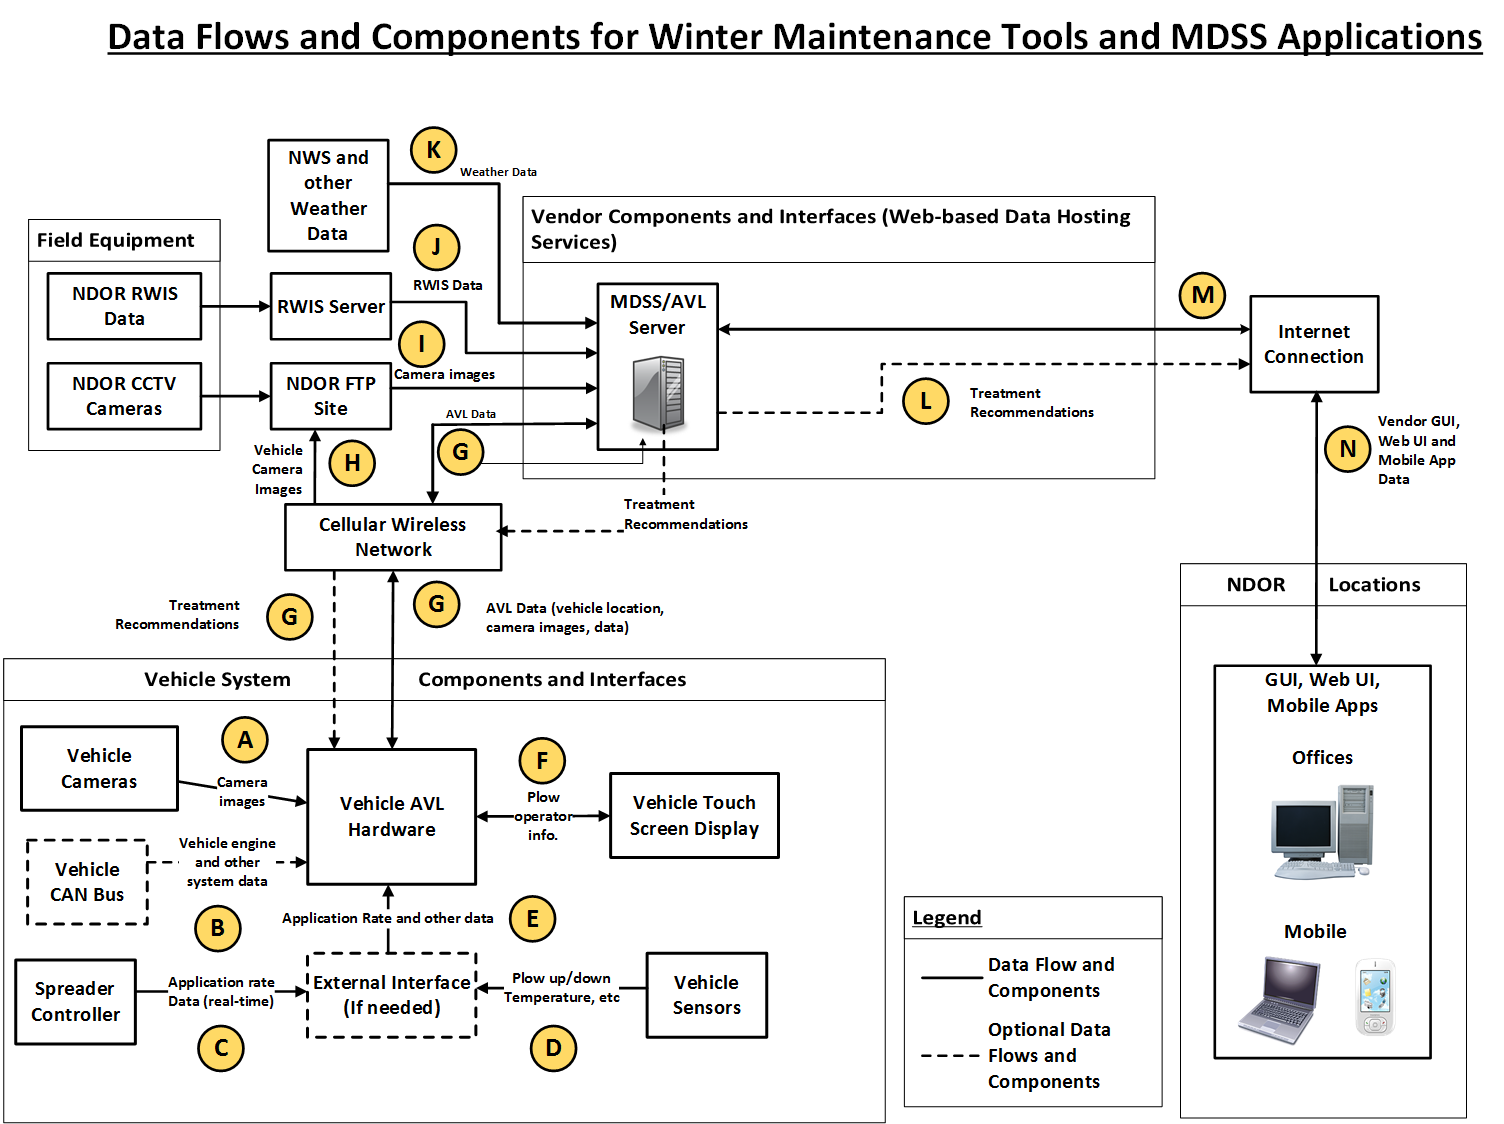 Data Flows and Components for Winter Maintenance Tools and MDSS Applications
NWS and
other
Weather
Data
K
Weather Data
Vendor Components and Interfaces (Web-based Data Hosting
Services)
Field Equipment
J
RWIS Data
NDOR RWIS
Data
RWIS Server
MDSS/AVL
Server
M
Internet
Connection
I
Camera images
NDOR CCTV
Cameras
NDOR FTP
Site
L
Treatment
Recommendations
AVL Data
G
Vehicle
Camera
Images
H
N
Vendor GUI,
Web UI and
Mobile App
Data
Treatment
Recommendations
Cellular Wireless
Network
Treatment
Recommendations
G
G
AVL Data (vehicle location,
camera images, data)
NDOR Locations
Vehicle System Components and Interfaces
GUI, Web UI,
Mobile Apps
Offices
Mobile
Vehicle
Cameras
A
Camera
images
Vehicle AVL
Hardware
F
Plow
operator
info.
Vehicle Touch
Screen Display
Vehicle
CAN Bus
Vehicle engine
and other
system data
B
Application Rate and other data
E
Spreader
Controller
Application rate
Data (real-time)
C
External Interface
(If needed)
Plow up/down
Temperature, etc
D
Vehicle
Sensors
Legend
Data Flow and
Components
Optional Data
Flows and
Components